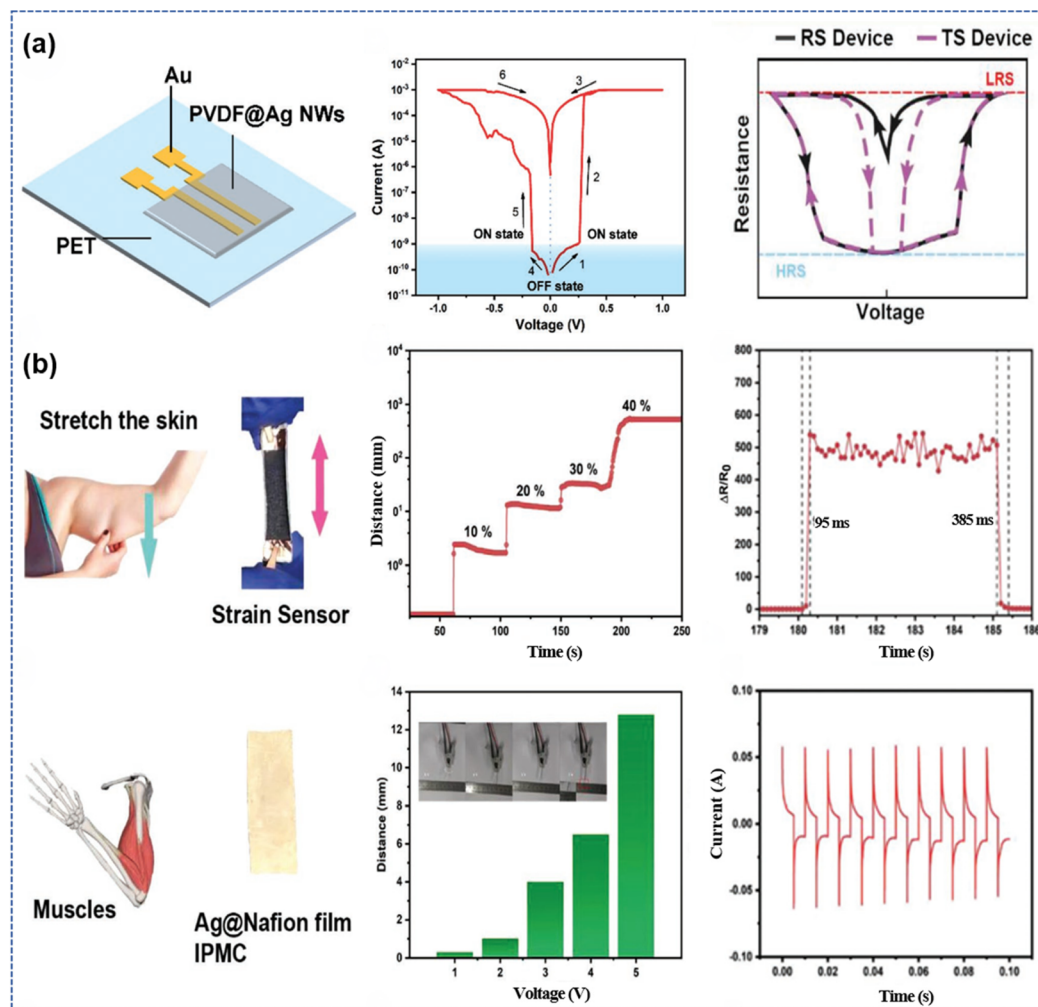 (a)
Au
PVDF@Ag NWs
PET
10⁻²
10⁻³
10⁻⁴
10⁻⁵
10⁻⁶
10⁻⁷
10⁻⁸
10⁻⁹
10⁻¹⁰
10⁻¹¹
Current (A)
6
3
2
5
ON state
ON state
4
1
OFF state
-1.0
-0.5
0.0
0.5
1.0
Voltage (V)
RS Device
TS Device
LRS
Resistance
HRS
Voltage
(b)
Stretch the skin
Strain Sensor
10⁴
10³
10²
10¹
10⁰
Distance (mm)
10 %
20 %
30 %
40 %
50
100
150
200
250
Time (s)
800
700
600
500
400
300
200
100
0
ΔR/R₀
195 ms
385 ms
179
180
181
182
183
184
185
186
Time (s)
Muscles
Ag@Nafion film
IPMC
14
12
10
8
6
4
2
0
Distance (mm)
1
2
3
4
5
Voltage (V)
0.10
0.05
0.00
-0.05
-0.10
Current (A)
0.00
0.02
0.04
0.06
0.08
0.10
Time (s)